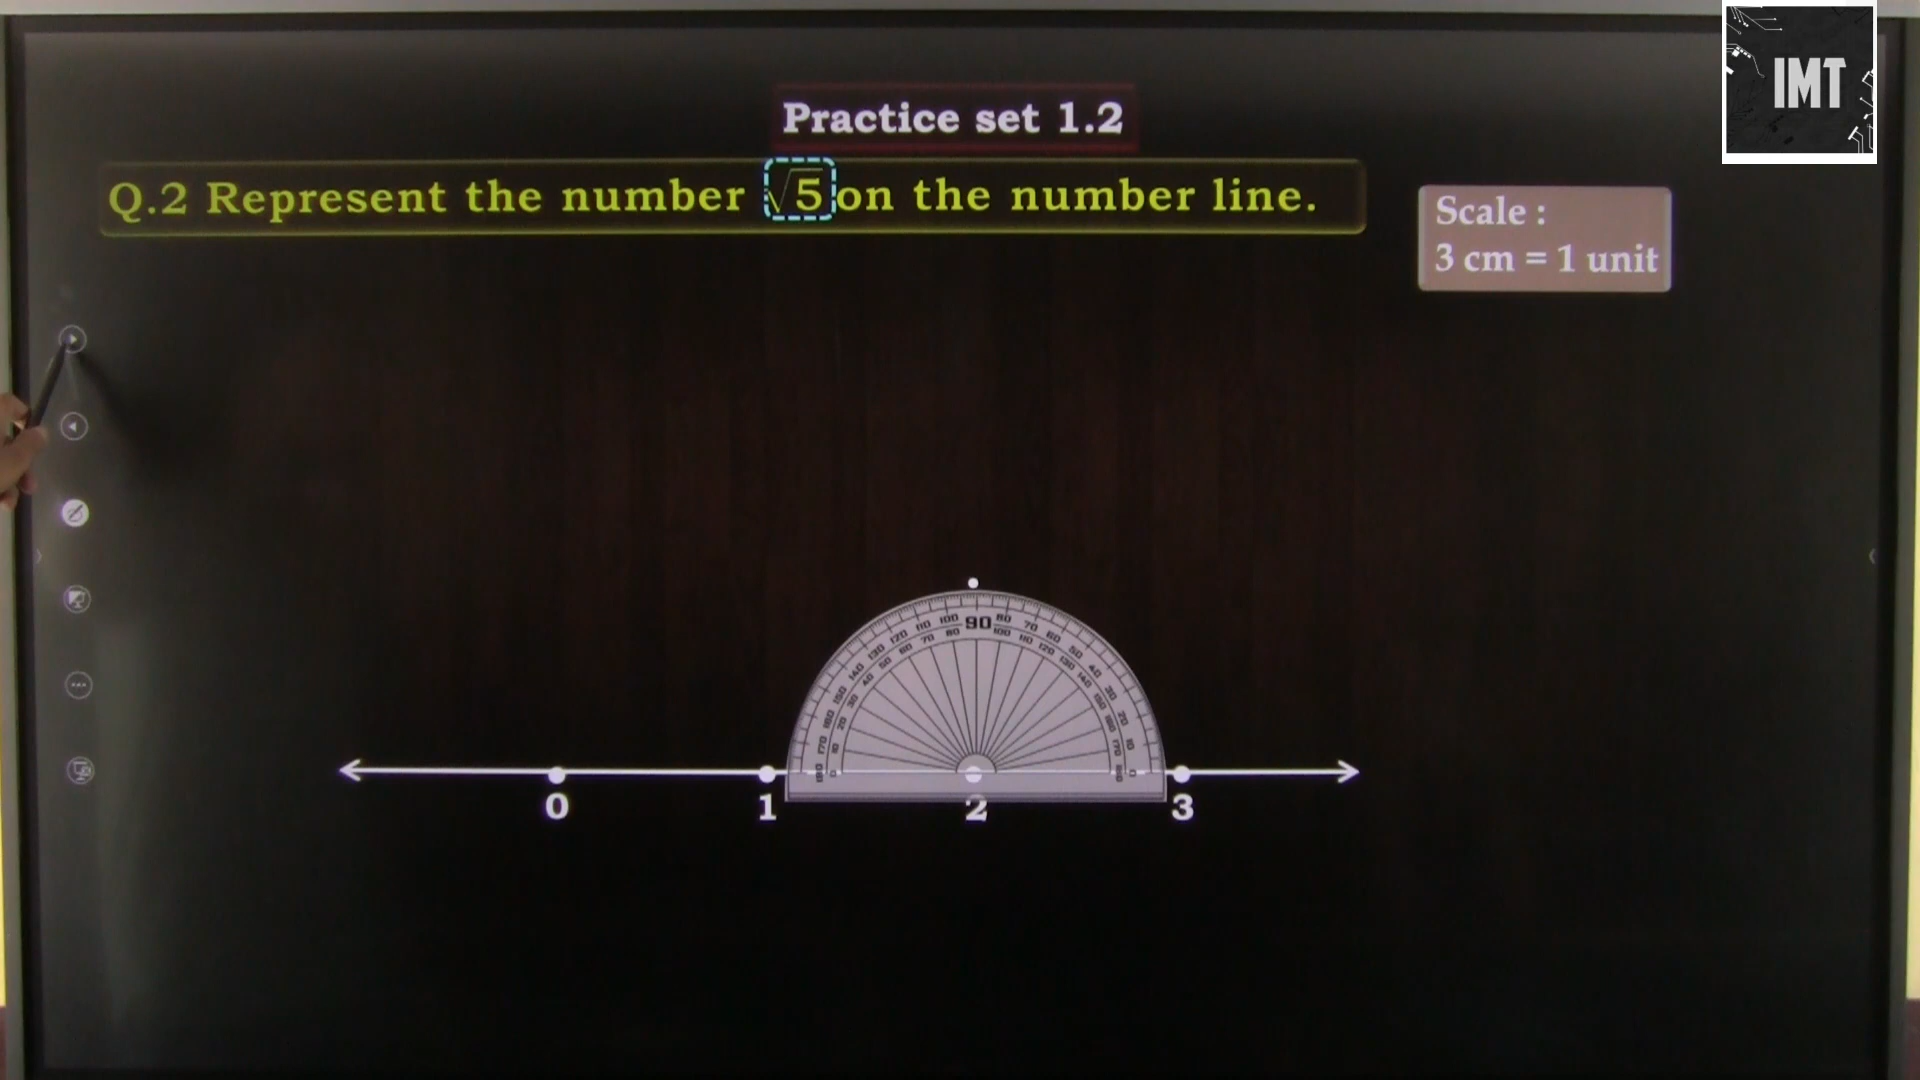 IMT
Practice set 1.2
Q.2 Represent the number √5 on the number line.
Scale :
3 cm = 1 unit
90
0 1 2 3